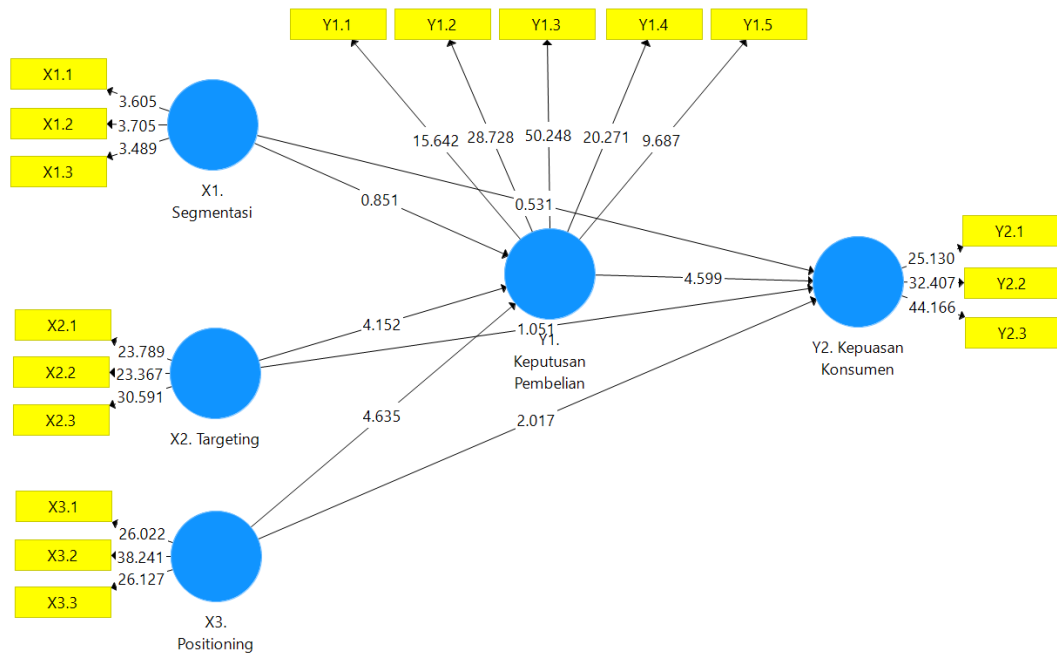 Y1.1
Y1.2
Y1.3
Y1.4
Y1.5
X1.1
X1.2
X1.3
3.605
3.705
3.489
X1.
Segmentasi
15.642
28.728
50.248
20.271
9.687
0.851
0.531
Y1.
Keputusan
Pembelian
4.599
Y2.1
Y2.2
Y2.3
25.130
32.407
44.166
Y2. Kepuasan
Konsumen
X2.1
X2.2
X2.3
23.789
23.367
30.591
X2. Targeting
4.152
1.051
4.635
2.017
X3.1
X3.2
X3.3
26.022
38.241
26.127
X3.
Positioning